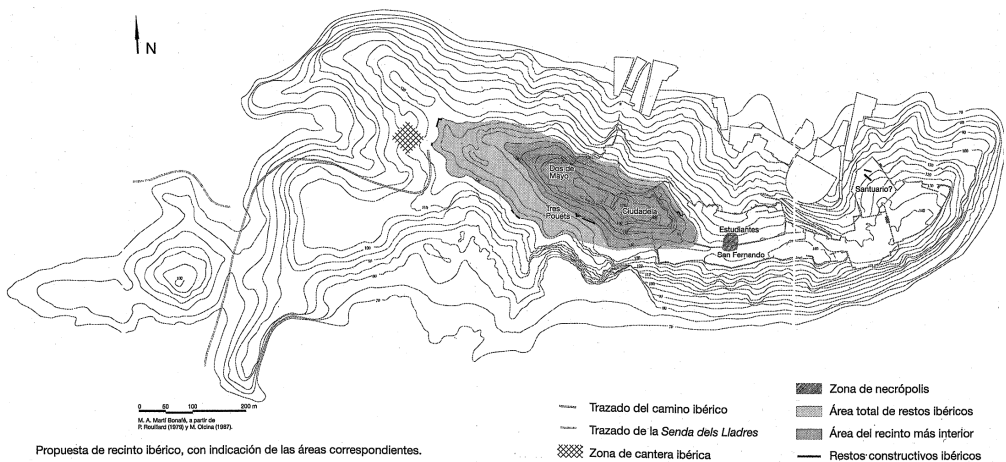 N
Dos de
Mayo
Tres
Pouets
Ciudadela
Estudiantes
San Fernando
Santuario?
0 50 100 200 m
M. A. Martí Bonafé, a partir de
P. Rouillard (1979) y M. Olcina (1987).
Propuesta de recinto ibérico, con indicación de las áreas correspondientes.
Trazado del camino ibérico
Trazado de la Senda dels Lladres
Zona de cantera ibérica
Zona de necrópolis
Área total de restos ibéricos
Área del recinto más interior
Restos constructivos ibéricos